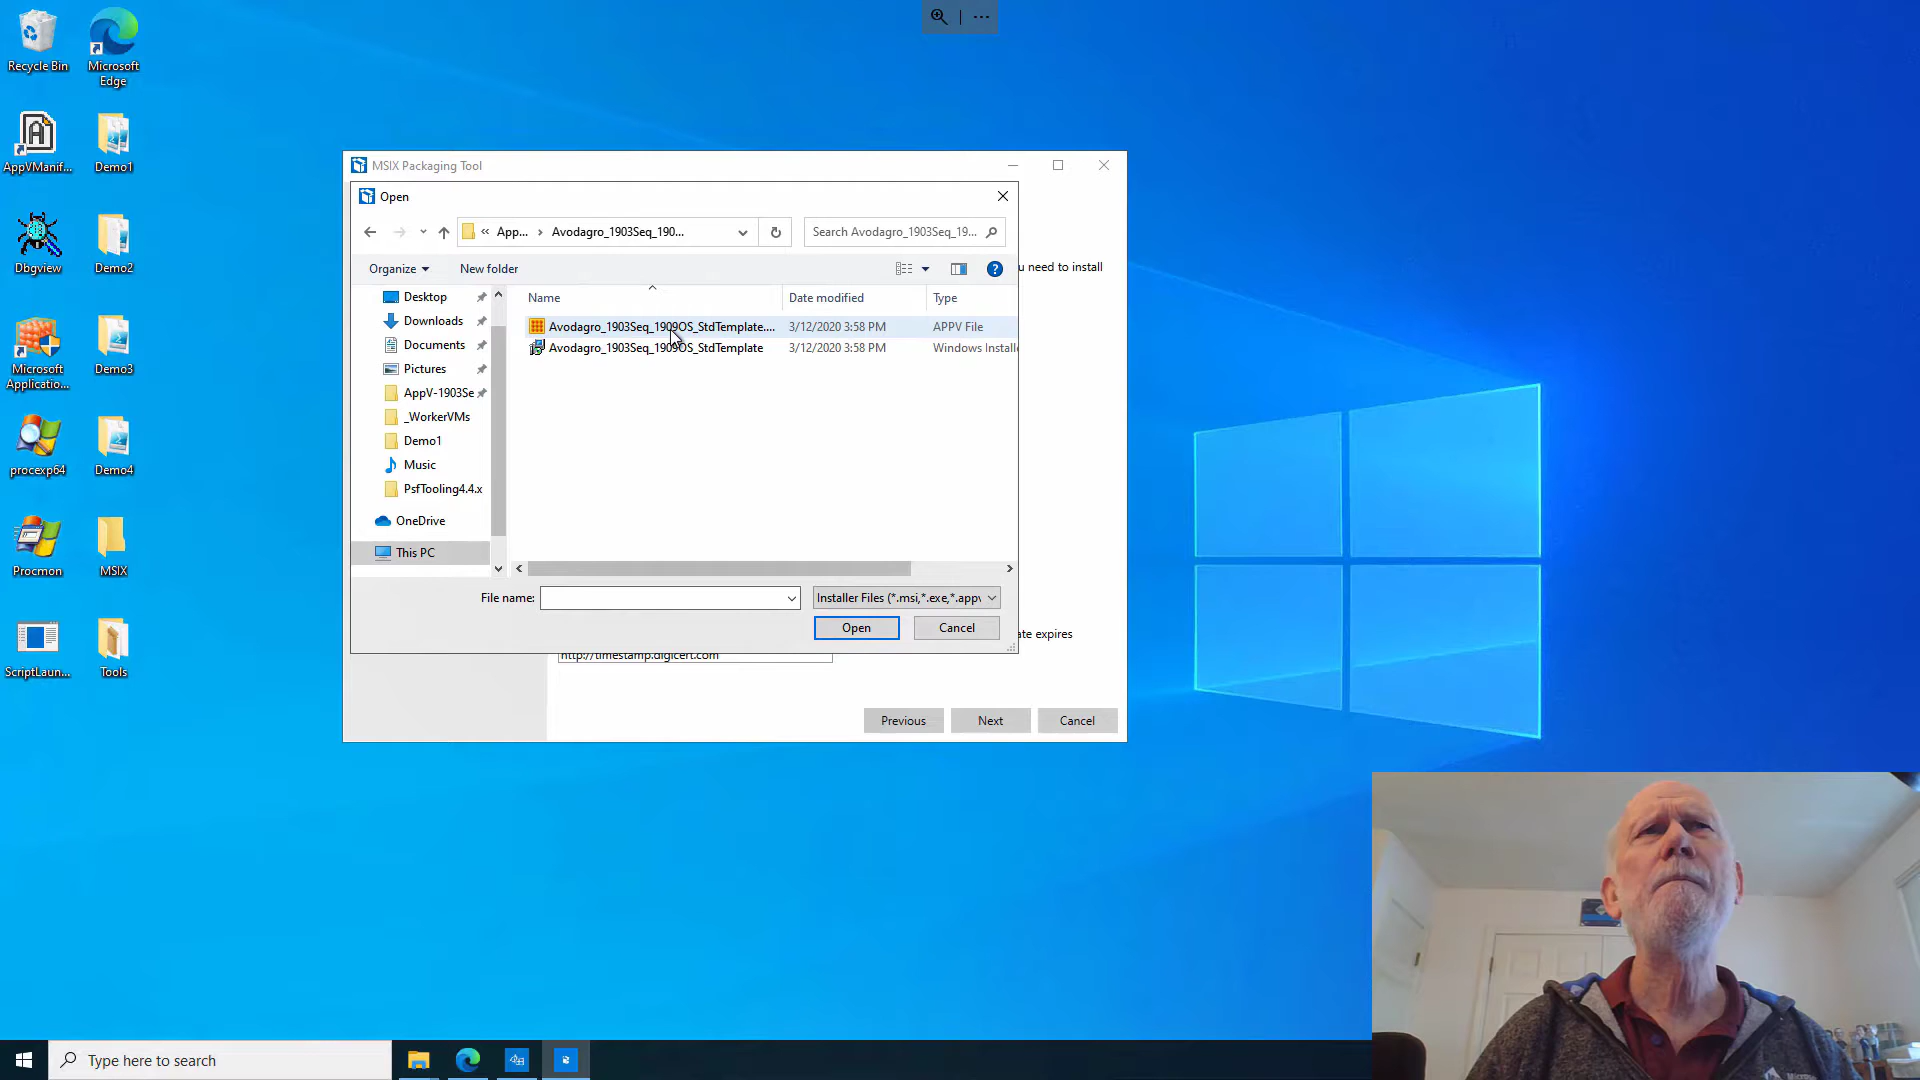 Recycle Bin
Microsoft
Edge
AppVManif...
Demo1
Dbgview
Demo2
Microsoft
Applicatio...
Demo3
procexp64
Demo4
Procmon
MSIX
ScriptLaun...
Tools
MSIX Packaging Tool
Open
« App... › Avodagro_1903Seq_190...
Search Avodagro_1903Seq_19...
Organize
New folder
u need to install
Name
Date modified
Type
Avodagro_1903Seq_1909OS_StdTemplate....
3/12/2020 3:58 PM
APPV File
Avodagro_1903Seq_1909OS_StdTemplate
3/12/2020 3:58 PM
Windows Installe
Desktop
Downloads
Documents
Pictures
AppV-1903Se
_WorkerVMs
Demo1
Music
PsfTooling4.4.x
OneDrive
This PC
File name:
Installer Files (*.msi,*.exe,*.appv
Open
Cancel
ate expires
http://timestamp.digicert.com
Previous
Next
Cancel
Type here to search